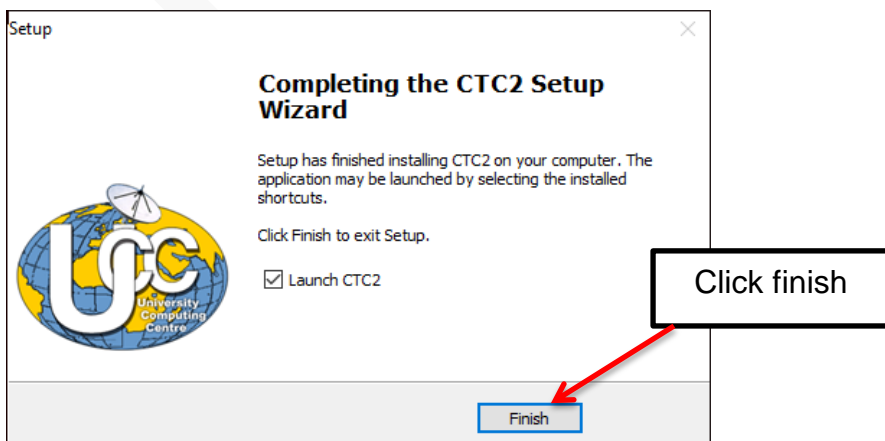 Setup
Completing the CTC2 Setup
Wizard
Setup has finished installing CTC2 on your computer. The
application may be launched by selecting the installed
shortcuts.
Click Finish to exit Setup.
Launch CTC2
UCC
University
Computing
Centre
Click finish
Finish